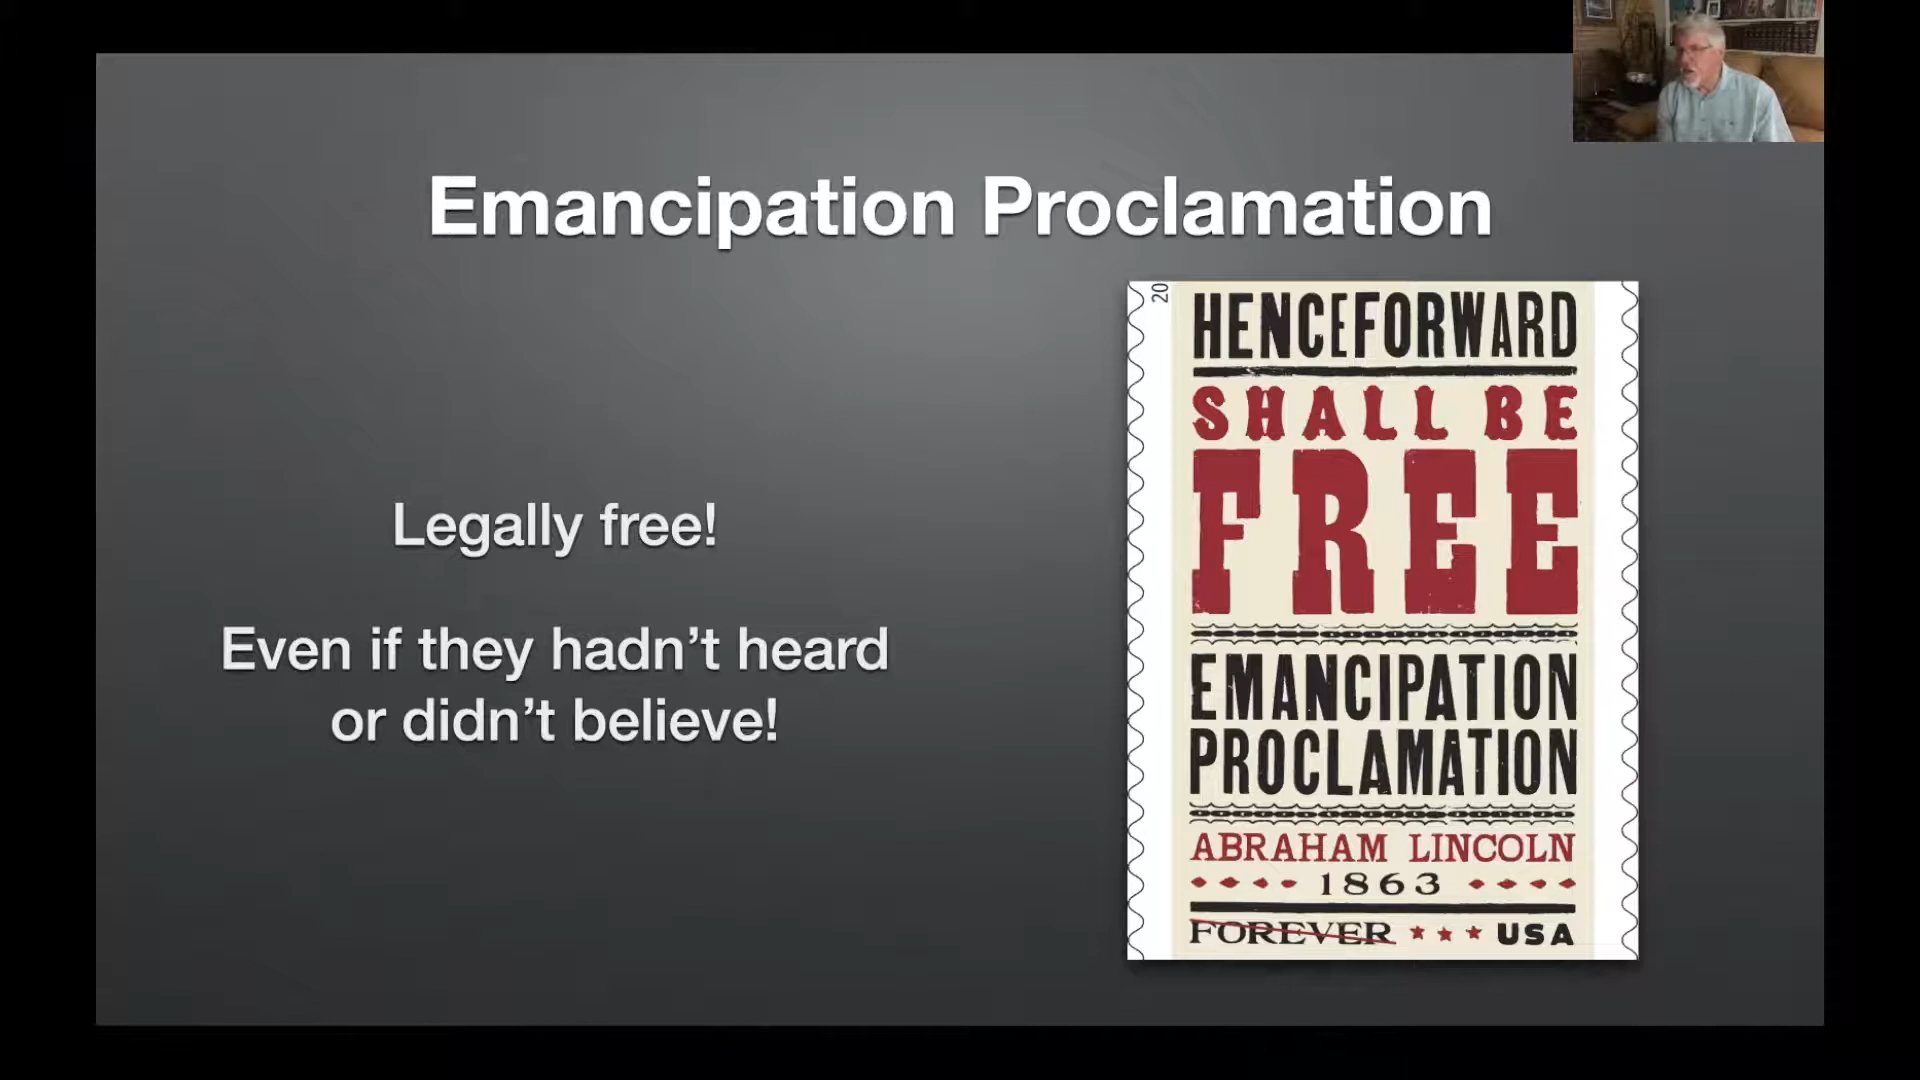 Emancipation Proclamation
Legally free!
Even if they hadn’t heard
or didn’t believe!
20
HENCEFORWARD
SHALL BE
FREE
EMANCIPATION
PROCLAMATION
ABRAHAM LINCOLN
1863
FOREVER USA